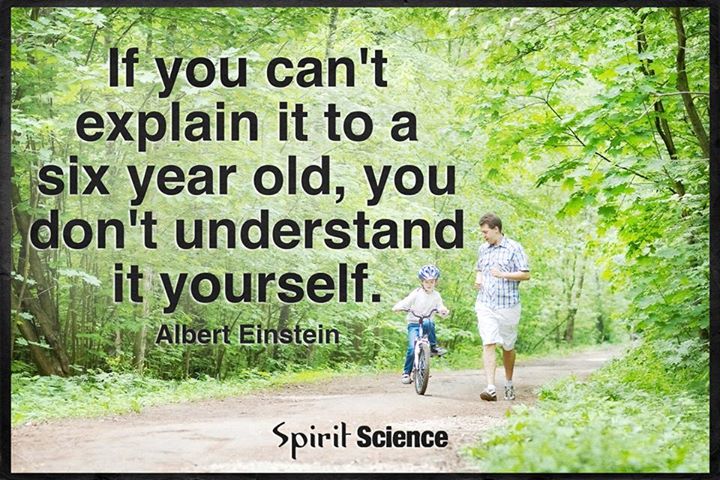 If you can't
explain it to a
six year old, you
don't understand
it yourself.
Albert Einstein
Spirit Science